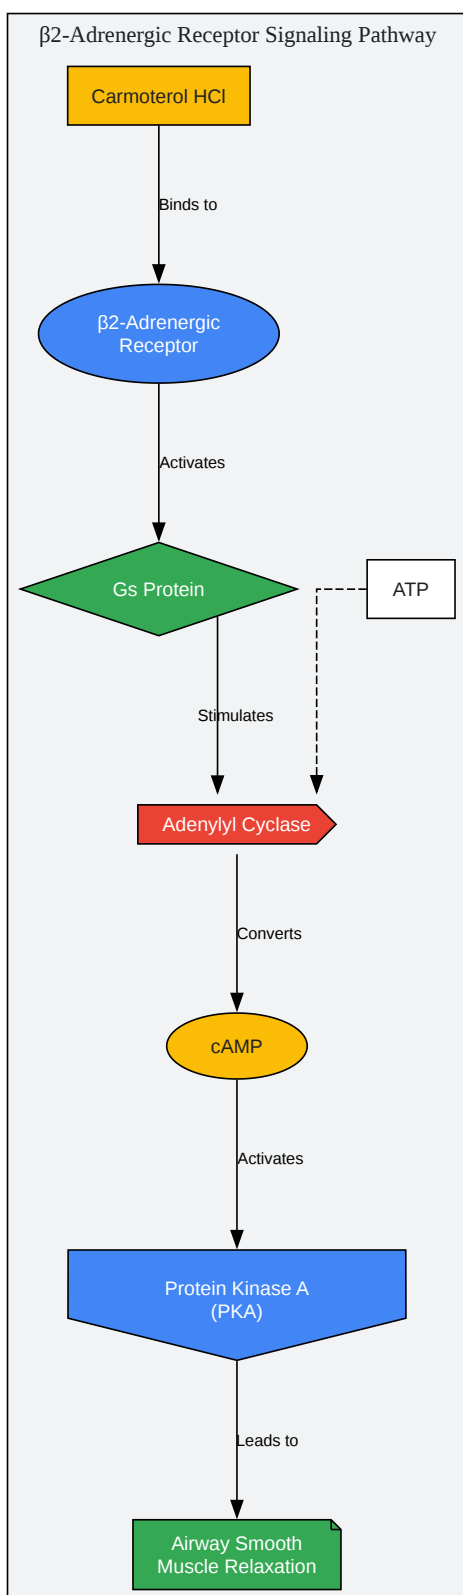 β2-Adrenergic Receptor Signaling Pathway
Carmoterol HCl
Binds to
β2-Adrenergic
Receptor
Activates
Gs Protein
ATP
Stimulates
Adenylyl Cyclase
Converts
cAMP
Activates
Protein Kinase A
(PKA)
Leads to
Airway Smooth
Muscle Relaxation